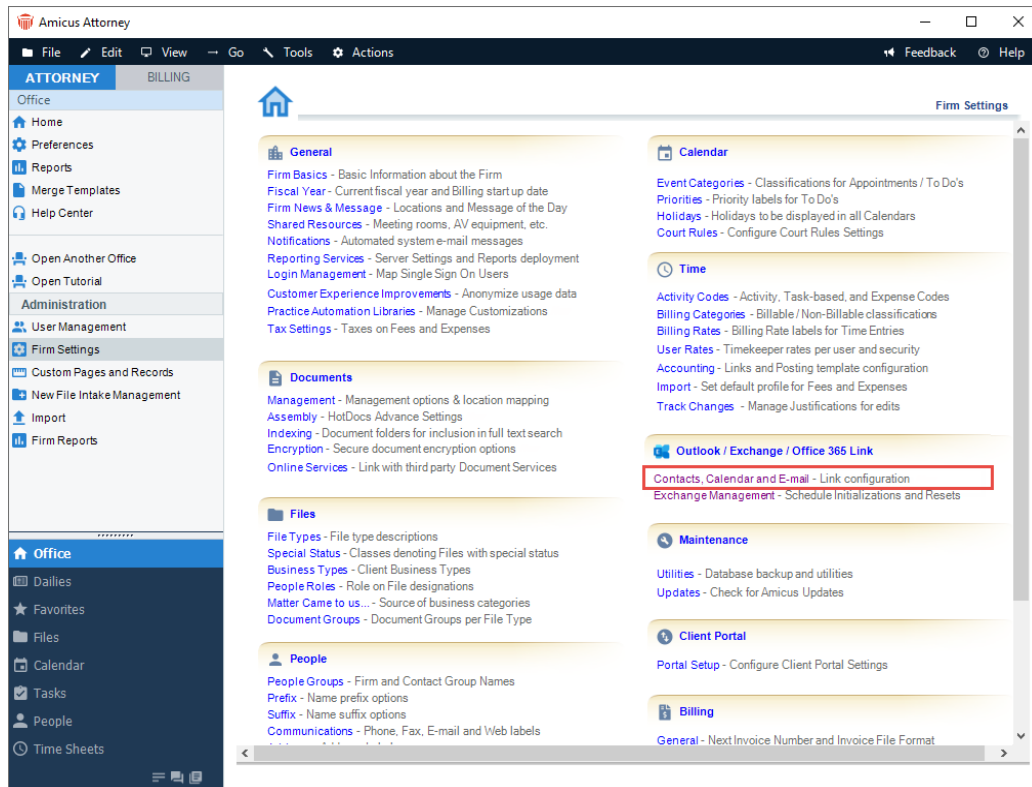 Amicus Attorney
File Edit View Go Tools Actions Feedback Help
ATTORNEY BILLING
Office
Home
Preferences
Reports
Merge Templates
Help Center
Open Another Office
Open Tutorial
Administration
User Management
Firm Settings
Custom Pages and Records
New File Intake Management
Import
Firm Reports
Office
Dailies
Favorites
Files
Calendar
Tasks
People
Time Sheets
Firm Settings
General
Firm Basics - Basic Information about the Firm
Fiscal Year - Current fiscal year and Billing start up date
Firm News & Message - Locations and Message of the Day
Shared Resources - Meeting rooms, AV equipment, etc.
Notifications - Automated system e-mail messages
Reporting Services - Server Settings and Reports deployment
Login Management - Map Single Sign On Users
Customer Experience Improvements - Anonymize usage data
Practice Automation Libraries - Manage Customizations
Tax Settings - Taxes on Fees and Expenses
Documents
Management - Management options & location mapping
Assembly - HotDocs Advance Settings
Indexing - Document folders for inclusion in full text search
Encryption - Secure document encryption options
Online Services - Link with third party Document Services
Files
File Types - File type descriptions
Special Status - Classes denoting Files with special status
Business Types - Client Business Types
People Roles - Role on File designations
Matter Came to us... - Source of business categories
Document Groups - Document Groups per File Type
People
People Groups - Firm and Contact Group Names
Prefix - Name prefix options
Suffix - Name suffix options
Communications - Phone, Fax, E-mail and Web labels
Calendar
Event Categories - Classifications for Appointments / To Do's
Priorities - Priority labels for To Do's
Holidays - Holidays to be displayed in all Calendars
Court Rules - Configure Court Rules Settings
Time
Activity Codes - Activity, Task-based, and Expense Codes
Billing Categories - Billable / Non-Billable classifications
Billing Rates - Billing Rate labels for Time Entries
User Rates - Timekeeper rates per user and security
Accounting - Links and Posting template configuration
Import - Set default profile for Fees and Expenses
Track Changes - Manage Justifications for edits
Outlook / Exchange / Office 365 Link
Contacts, Calendar and E-mail - Link configuration
Exchange Management - Schedule Initializations and Resets
Maintenance
Utilities - Database backup and utilities
Updates - Check for Amicus Updates
Client Portal
Portal Setup - Configure Client Portal Settings
Billing
General - Next Invoice Number and Invoice File Format